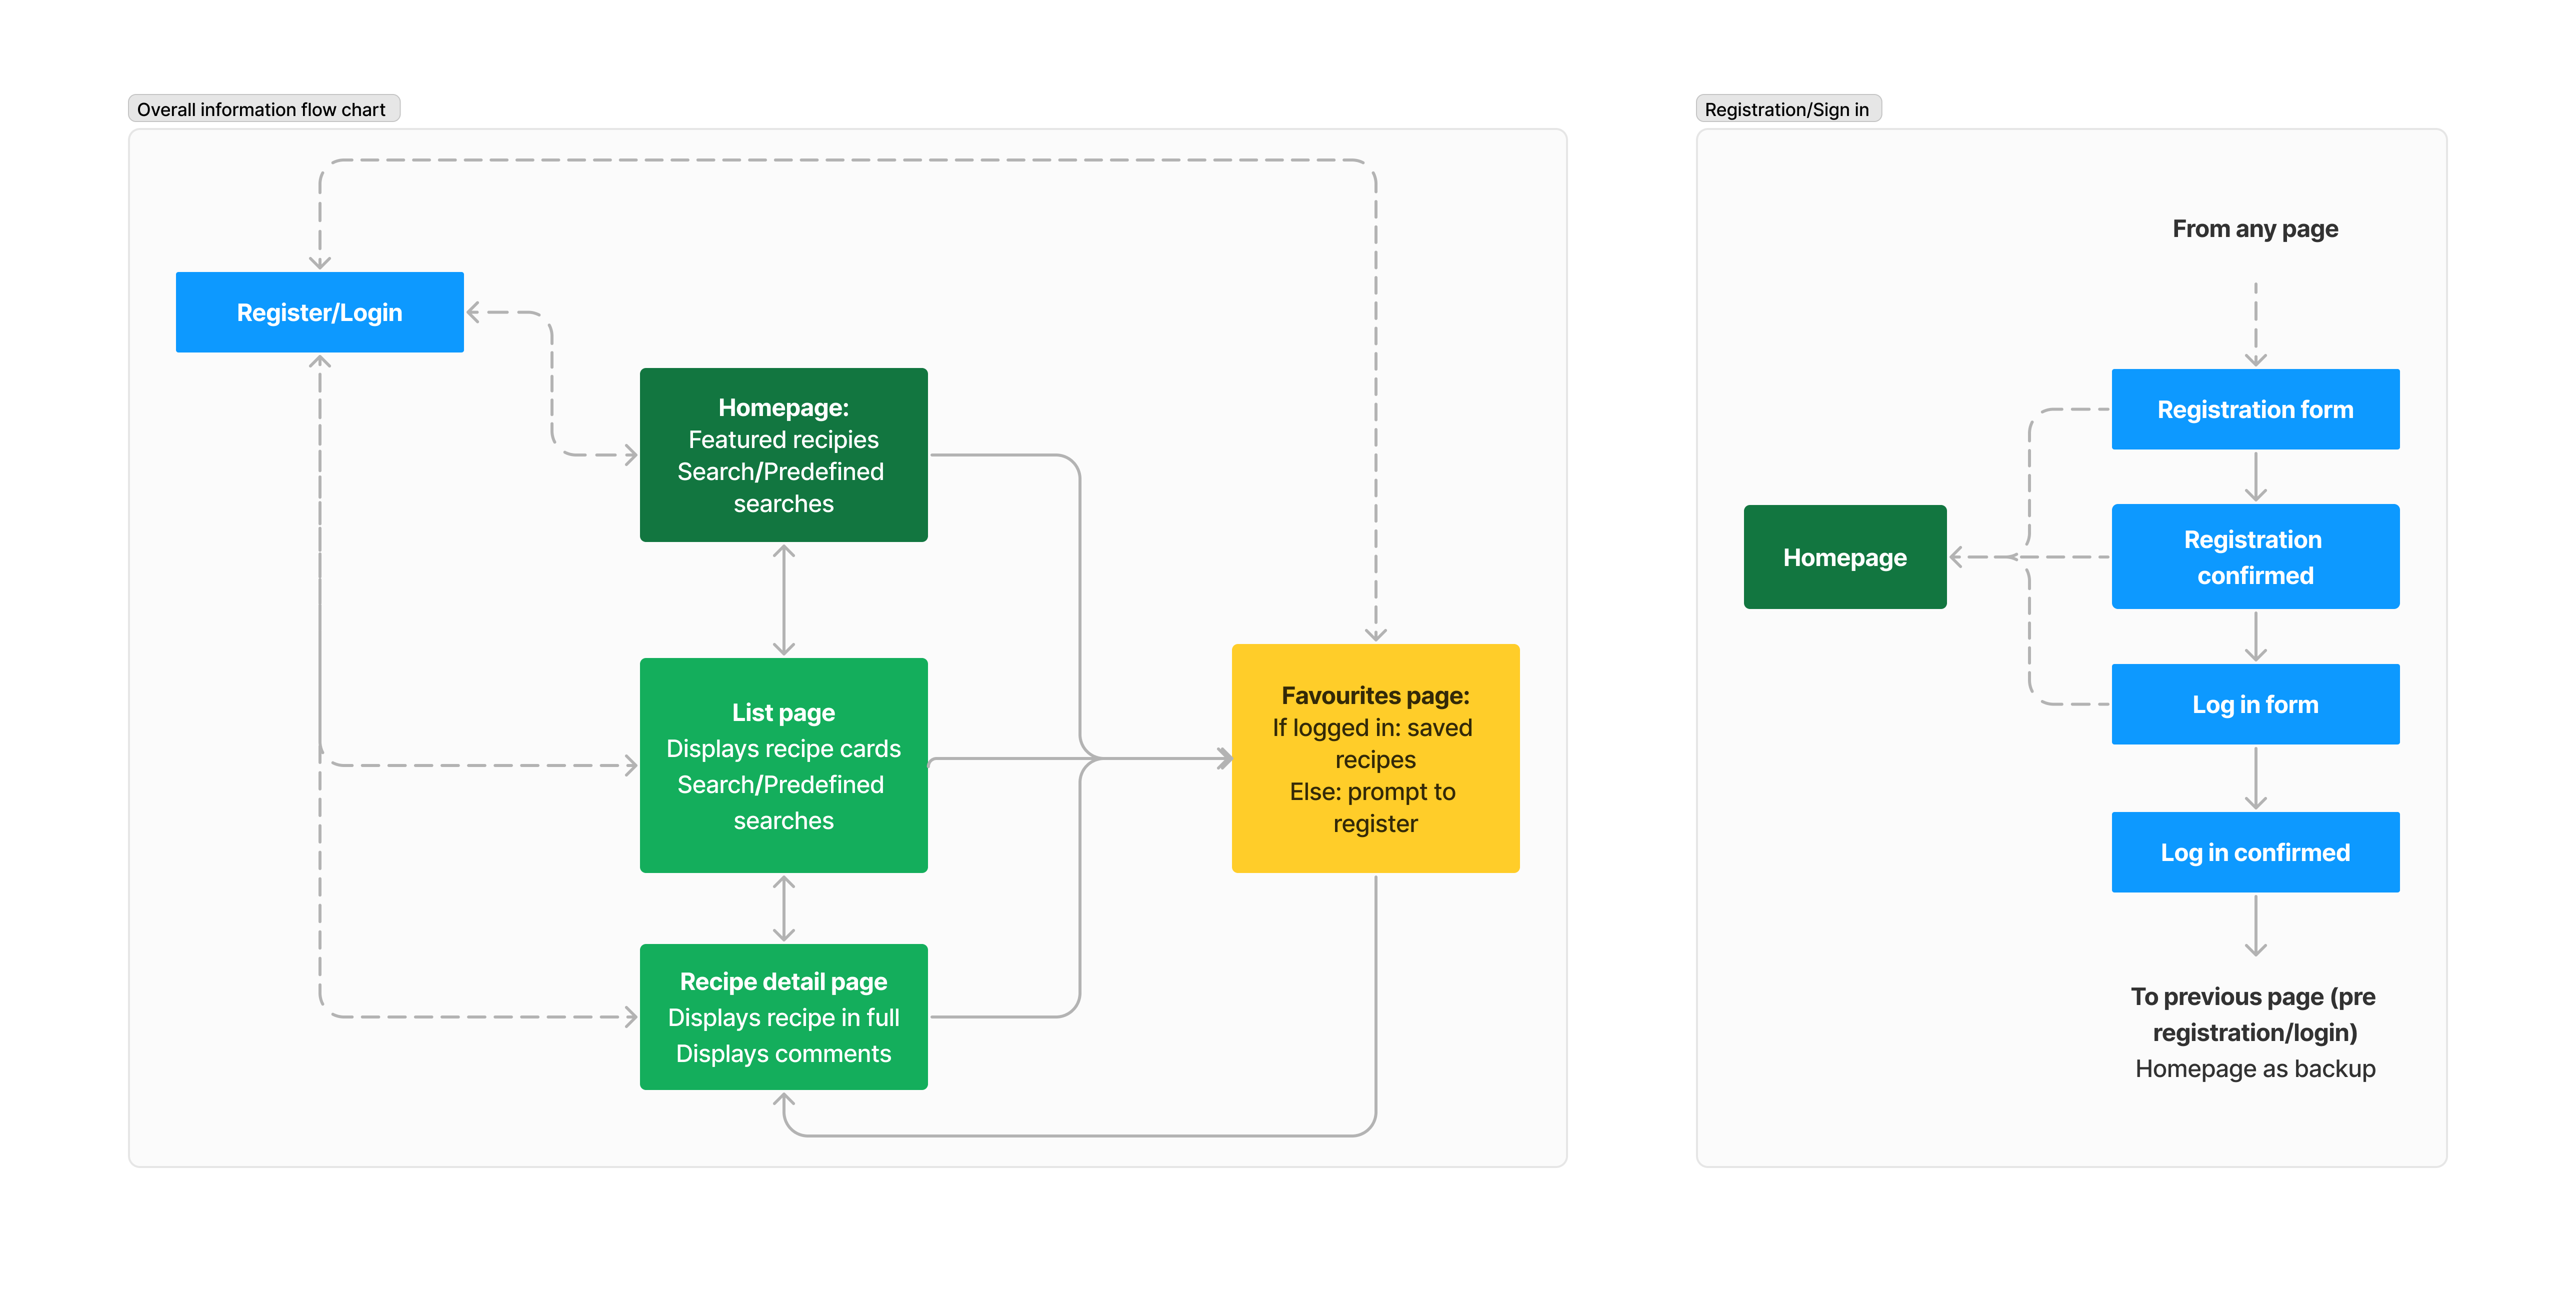 Overall information flow chart
Register/Login
Homepage:
Featured recipies
Search/Predefined
searches
List page
Displays recipe cards
Search/Predefined
searches
Recipe detail page
Displays recipe in full
Displays comments
Favourites page:
If logged in: saved
recipes
Else: prompt to
register
Registration/Sign in
From any page
Registration form
Homepage
Registration
confirmed
Log in form
Log in confirmed
To previous page (pre
registration/login)
Homepage as backup